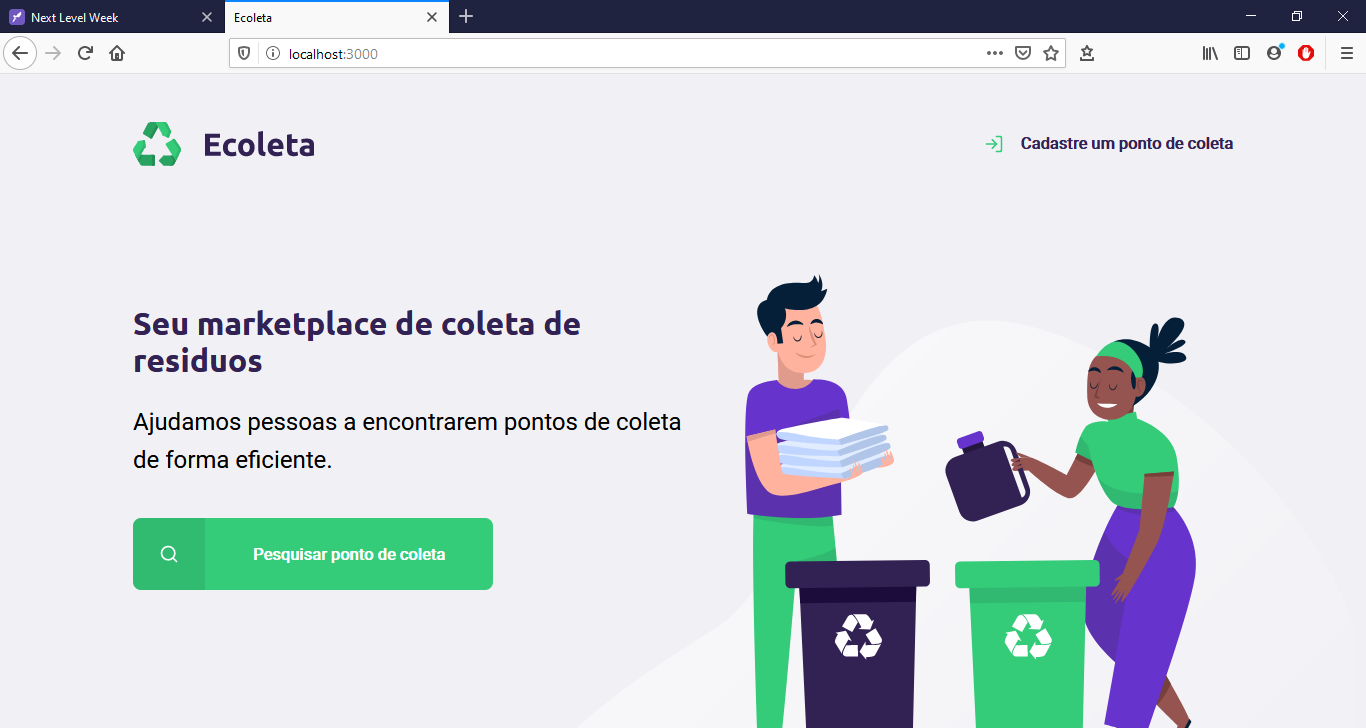 Next Level Week
Ecoleta
localhost:3000
Ecoleta
Cadastre um ponto de coleta
Seu marketplace de coleta de
residuos
Ajudamos pessoas a encontrarem pontos de coleta
de forma eficiente.
Pesquisar ponto de coleta